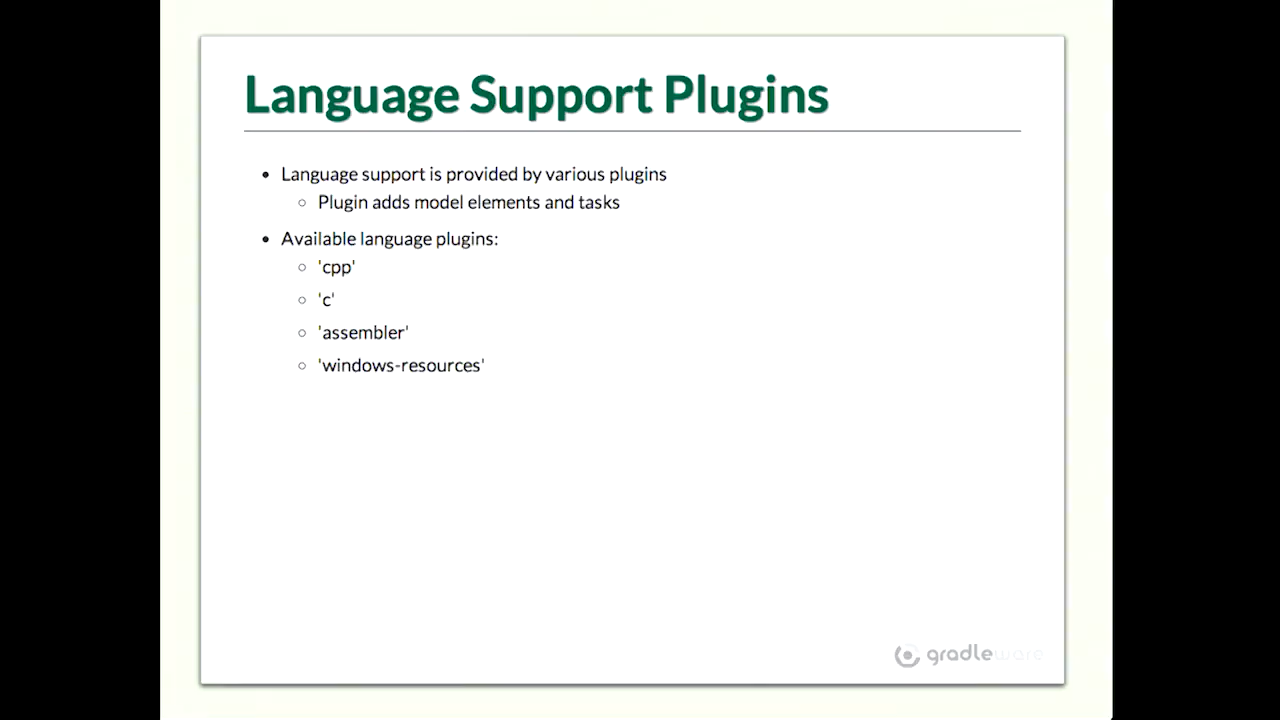 Language Support Plugins
Language support is provided by various plugins
Plugin adds model elements and tasks
Available language plugins:
'cpp'
'c'
'assembler'
'windows-resources'
gradleware